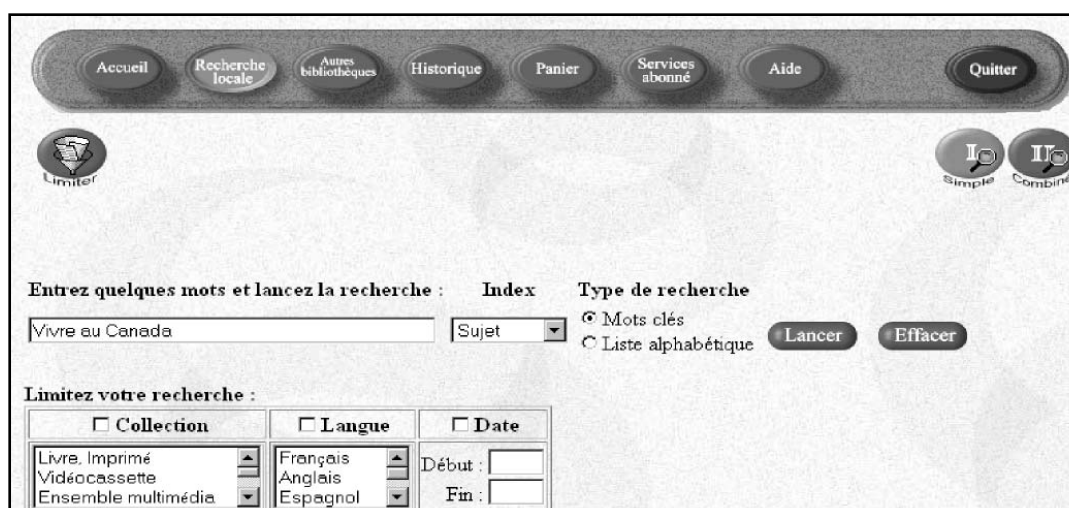 Accueil
Recherche
locale
Autres
bibliothèques
Historique
Panier
Services
abonné
Aide
Quitter
Limiter
I
Simple
II
Combiné
Entrez quelques mots et lancez la recherche : Index Type de recherche
Vivre au Canada Sujet Mots clés
Liste alphabétique Lancer Effacer
Limitez votre recherche :
Collection Langue Date
Livre, Imprimé Français Début :
Vidéocassette Anglais
Ensemble multimédia Espagnol Fin :